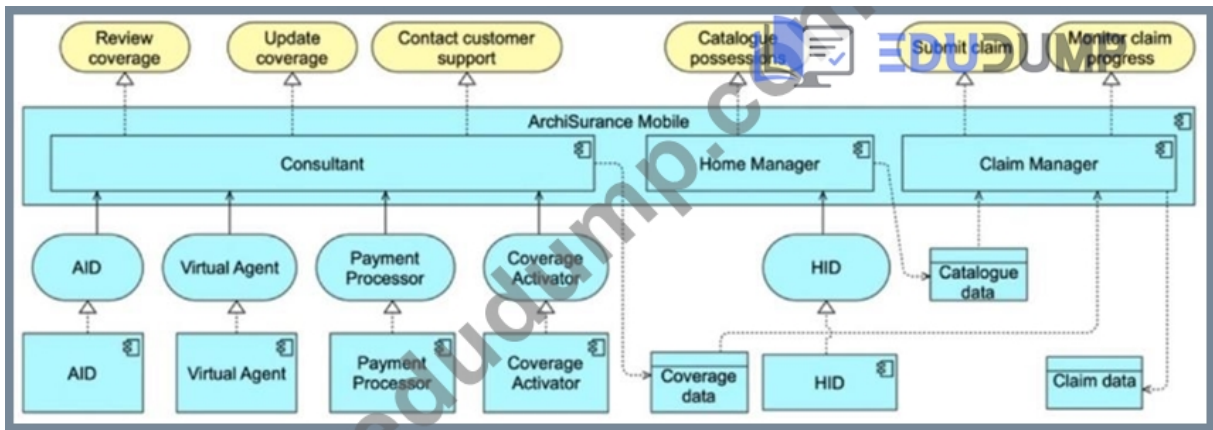 Review
coverage
Update
coverage
Contact customer
support
Catalogue
possessions
Submit claim
Monitor claim
progress
EDUDUMP
ArchiSurance Mobile
Consultant
Home Manager
Claim Manager
AID
Virtual Agent
Payment
Processor
Coverage
Activator
HID
Catalogue
data
AID
Virtual Agent
Payment
Processor
Coverage
Activator
Coverage
data
HID
Claim data
edudump.com